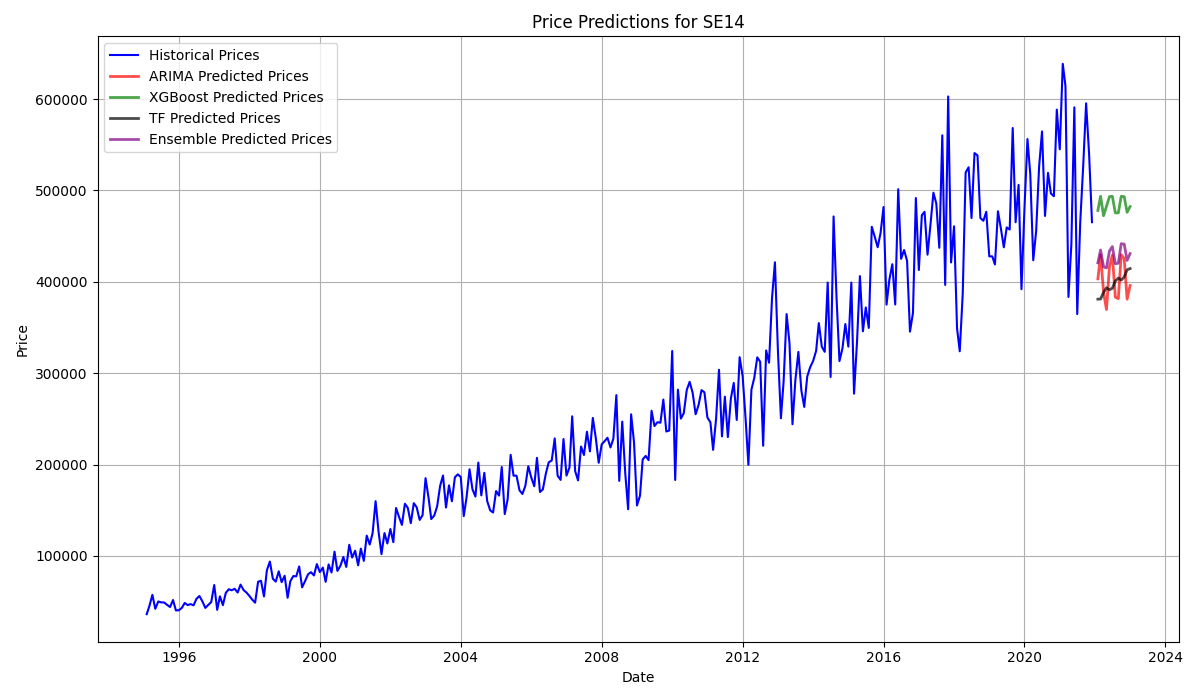 Price Predictions for SE14
Historical Prices
ARIMA Predicted Prices
XGBoost Predicted Prices
TF Predicted Prices
Ensemble Predicted Prices
Price
600000
500000
400000
300000
200000
100000
1996 2000 2004 2008 2012 2016 2020 2024
Date